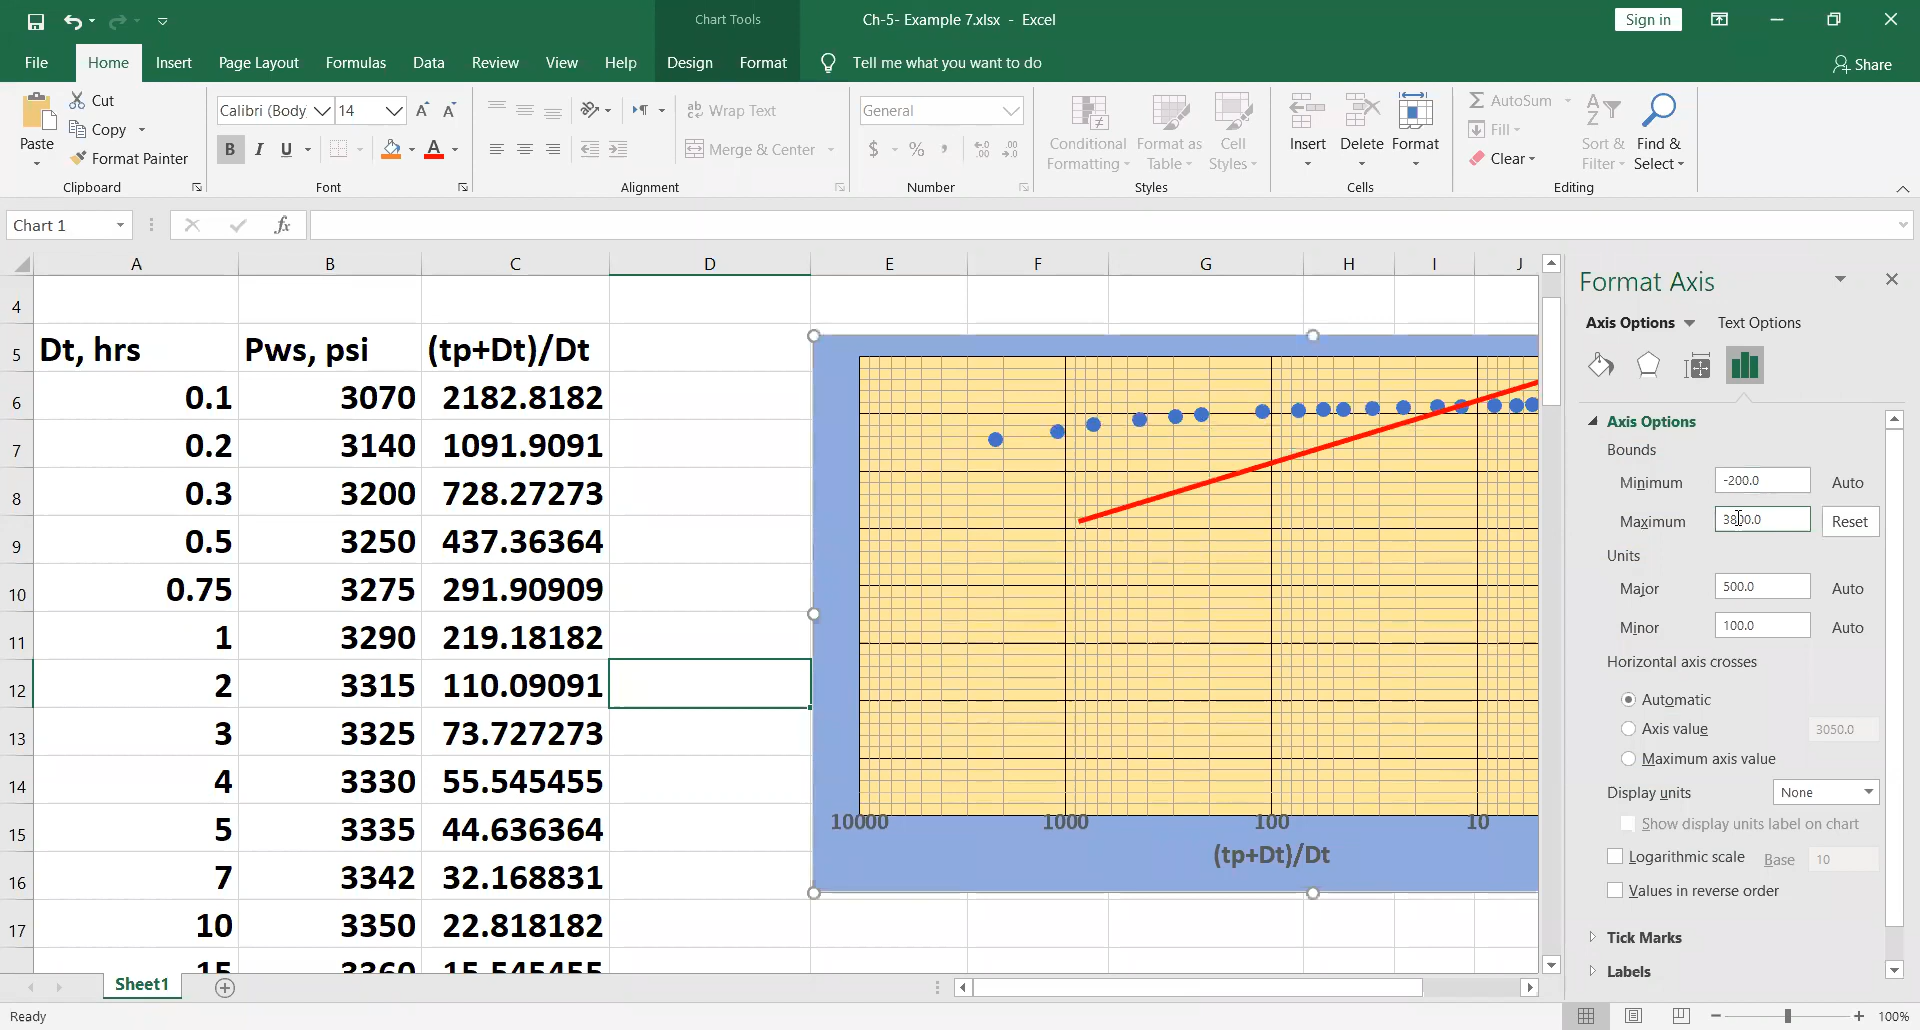 Chart Tools
Ch-5- Example 7.xlsx - Excel
Sign in
File Home Insert Page Layout Formulas Data Review View Help Design Format Tell me what you want to do Share
Paste
Cut
Copy
Format Painter
Clipboard
Calibri (Body 14
B I U
Font
Wrap Text
Merge & Center
Alignment
General
$ % ,
Number
Conditional Formatting
Format as Table
Cell Styles
Styles
Insert Delete Format
Cells
AutoSum
Fill
Clear
Sort & Filter
Find & Select
Editing
Chart 1 fx
A B C D E F G H I J
4
5 Dt, hrs Pws, psi (tp+Dt)/Dt
6 0.1 3070 2182.8182
7 0.2 3140 1091.9091
8 0.3 3200 728.27273
9 0.5 3250 437.36364
10 0.75 3275 291.90909
11 1 3290 219.18182
12 2 3315 110.09091
13 3 3325 73.727273
14 4 3330 55.545455
15 5 3335 44.636364
16 7 3342 32.168831
17 10 3350 22.818182
15 3360 15.545455
10000 1000 100 10
(tp+Dt)/Dt
Format Axis
Axis Options Text Options
Axis Options
Bounds
Minimum -200.0 Auto
Maximum 3800.0 Reset
Units
Major 500.0 Auto
Minor 100.0 Auto
Horizontal axis crosses
Automatic
Axis value 3050.0
Maximum axis value
Display units None
Show display units label on chart
Logarithmic scale Base 10
Values in reverse order
Tick Marks
Labels
Sheet1
Ready
100%